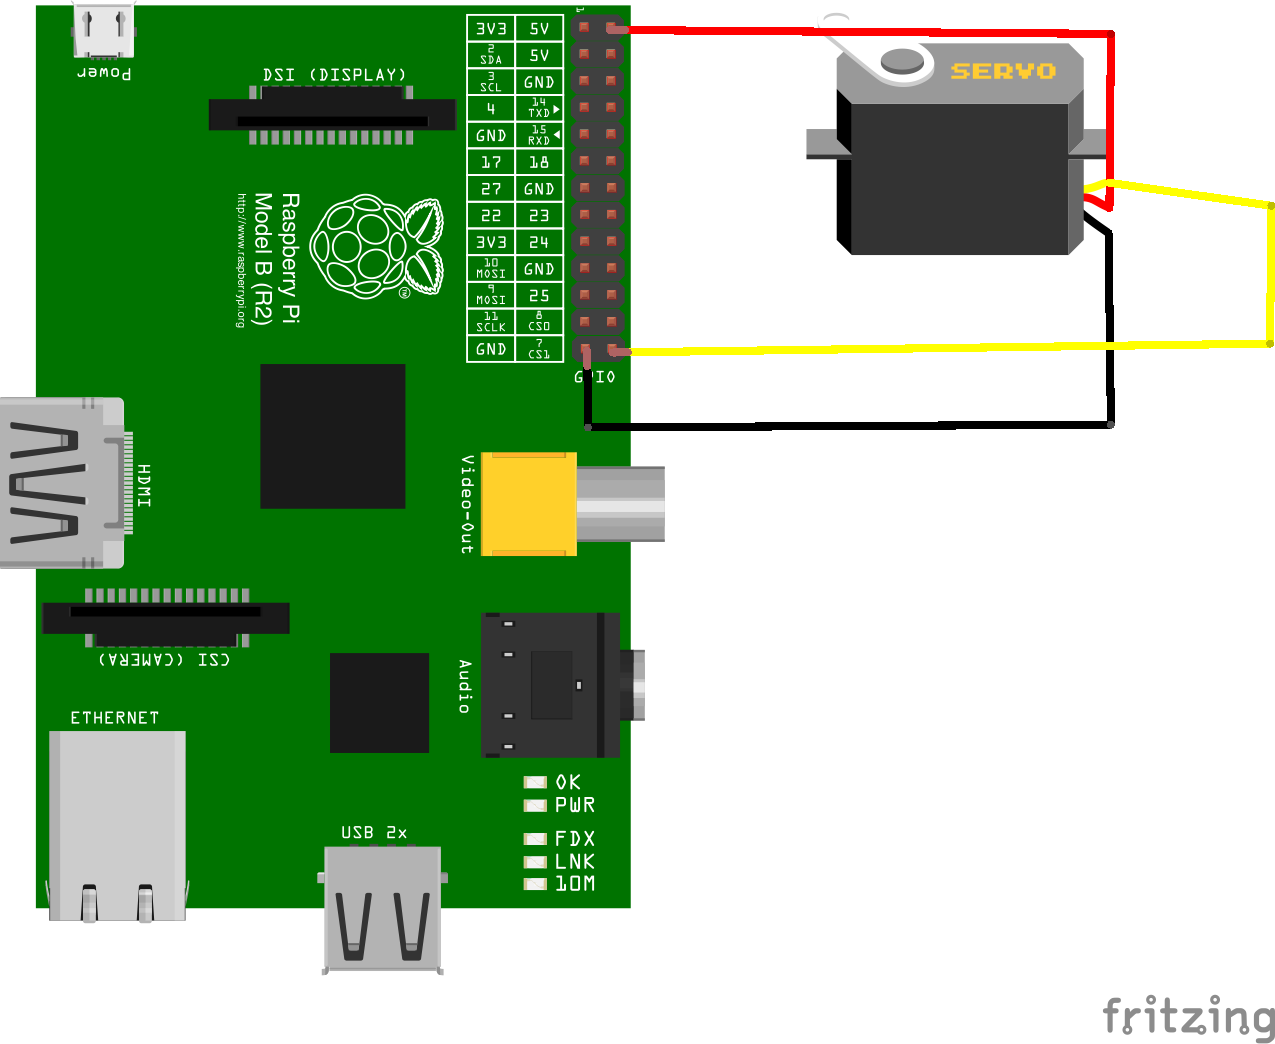 Power
DSI (DISPLAY)
1
3V3 5V
2 SDA 5V
3 SCL GND
4 14 TXD
GND 15 RXD
17 18
27 GND
22 23
3V3 24
10 MOSI GND
9 MOSI 25
11 SCLK 8 CS0
GND 7 CS1
GPIO
SERVO
Raspberry Pi
Model B (R2)
http://www.raspberrypi.org
TM
HDMI
Video-Out
CSI (CAMERA)
Audio
ETHERNET
OK
PWR
FDX
LNK
10M
USB 2x
fritzing